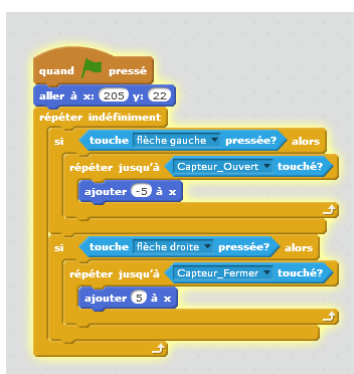 quand pressé
aller à x: 205 y: 22
répéter indéfiniment
si touche flèche gauche pressée? alors
répéter jusqu'à Capteur_Ouvert touché?
ajouter -5 à x
si touche flèche droite pressée? alors
répéter jusqu'à Capteur_Fermer touché?
ajouter 5 à x